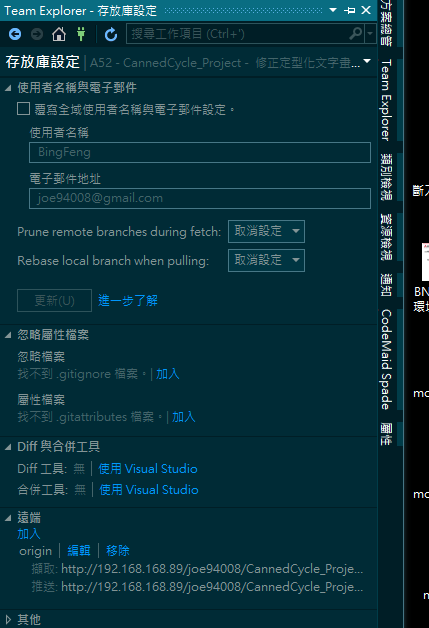 Team Explorer - 存放庫設定
搜尋工作項目 (Ctrl+')
存放庫設定 | A52 - CannedCycle_Project - 修正定型化文字畫...
使用者名稱與電子郵件
覆寫全域使用者名稱與電子郵件設定。
使用者名稱
BingFeng
電子郵件地址
joe94008@gmail.com
Prune remote branches during fetch: 取消設定
Rebase local branch when pulling: 取消設定
更新(U) 進一步了解
忽略屬性檔案
忽略檔案
找不到 .gitignore 檔案。| 加入
屬性檔案
找不到 .gitattributes 檔案。| 加入
Diff 與合併工具
Diff 工具: 無 | 使用 Visual Studio
合併工具: 無 | 使用 Visual Studio
遠端
加入
origin | 編輯 | 移除
擷取: http://192.168.168.89/joe94008/CannedCycle_Proje...
推送: http://192.168.168.89/joe94008/CannedCycle_Proje...
其他
方案總管
Team Explorer
類別檢視
資源檢視
通知
CodeMaid Spade
屬性
BN
環境
mo
mo